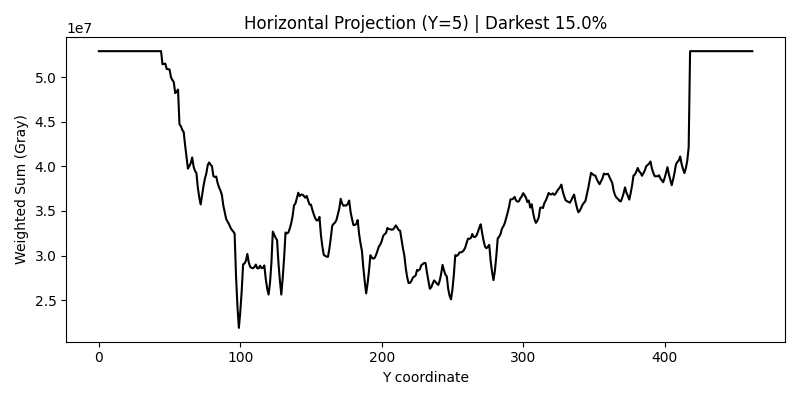 Horizontal Projection (Y=5) | Darkest 15.0%
1e7
5.0
4.5
4.0
3.5
3.0
2.5
Weighted Sum (Gray)
0 100 200 300 400
Y coordinate